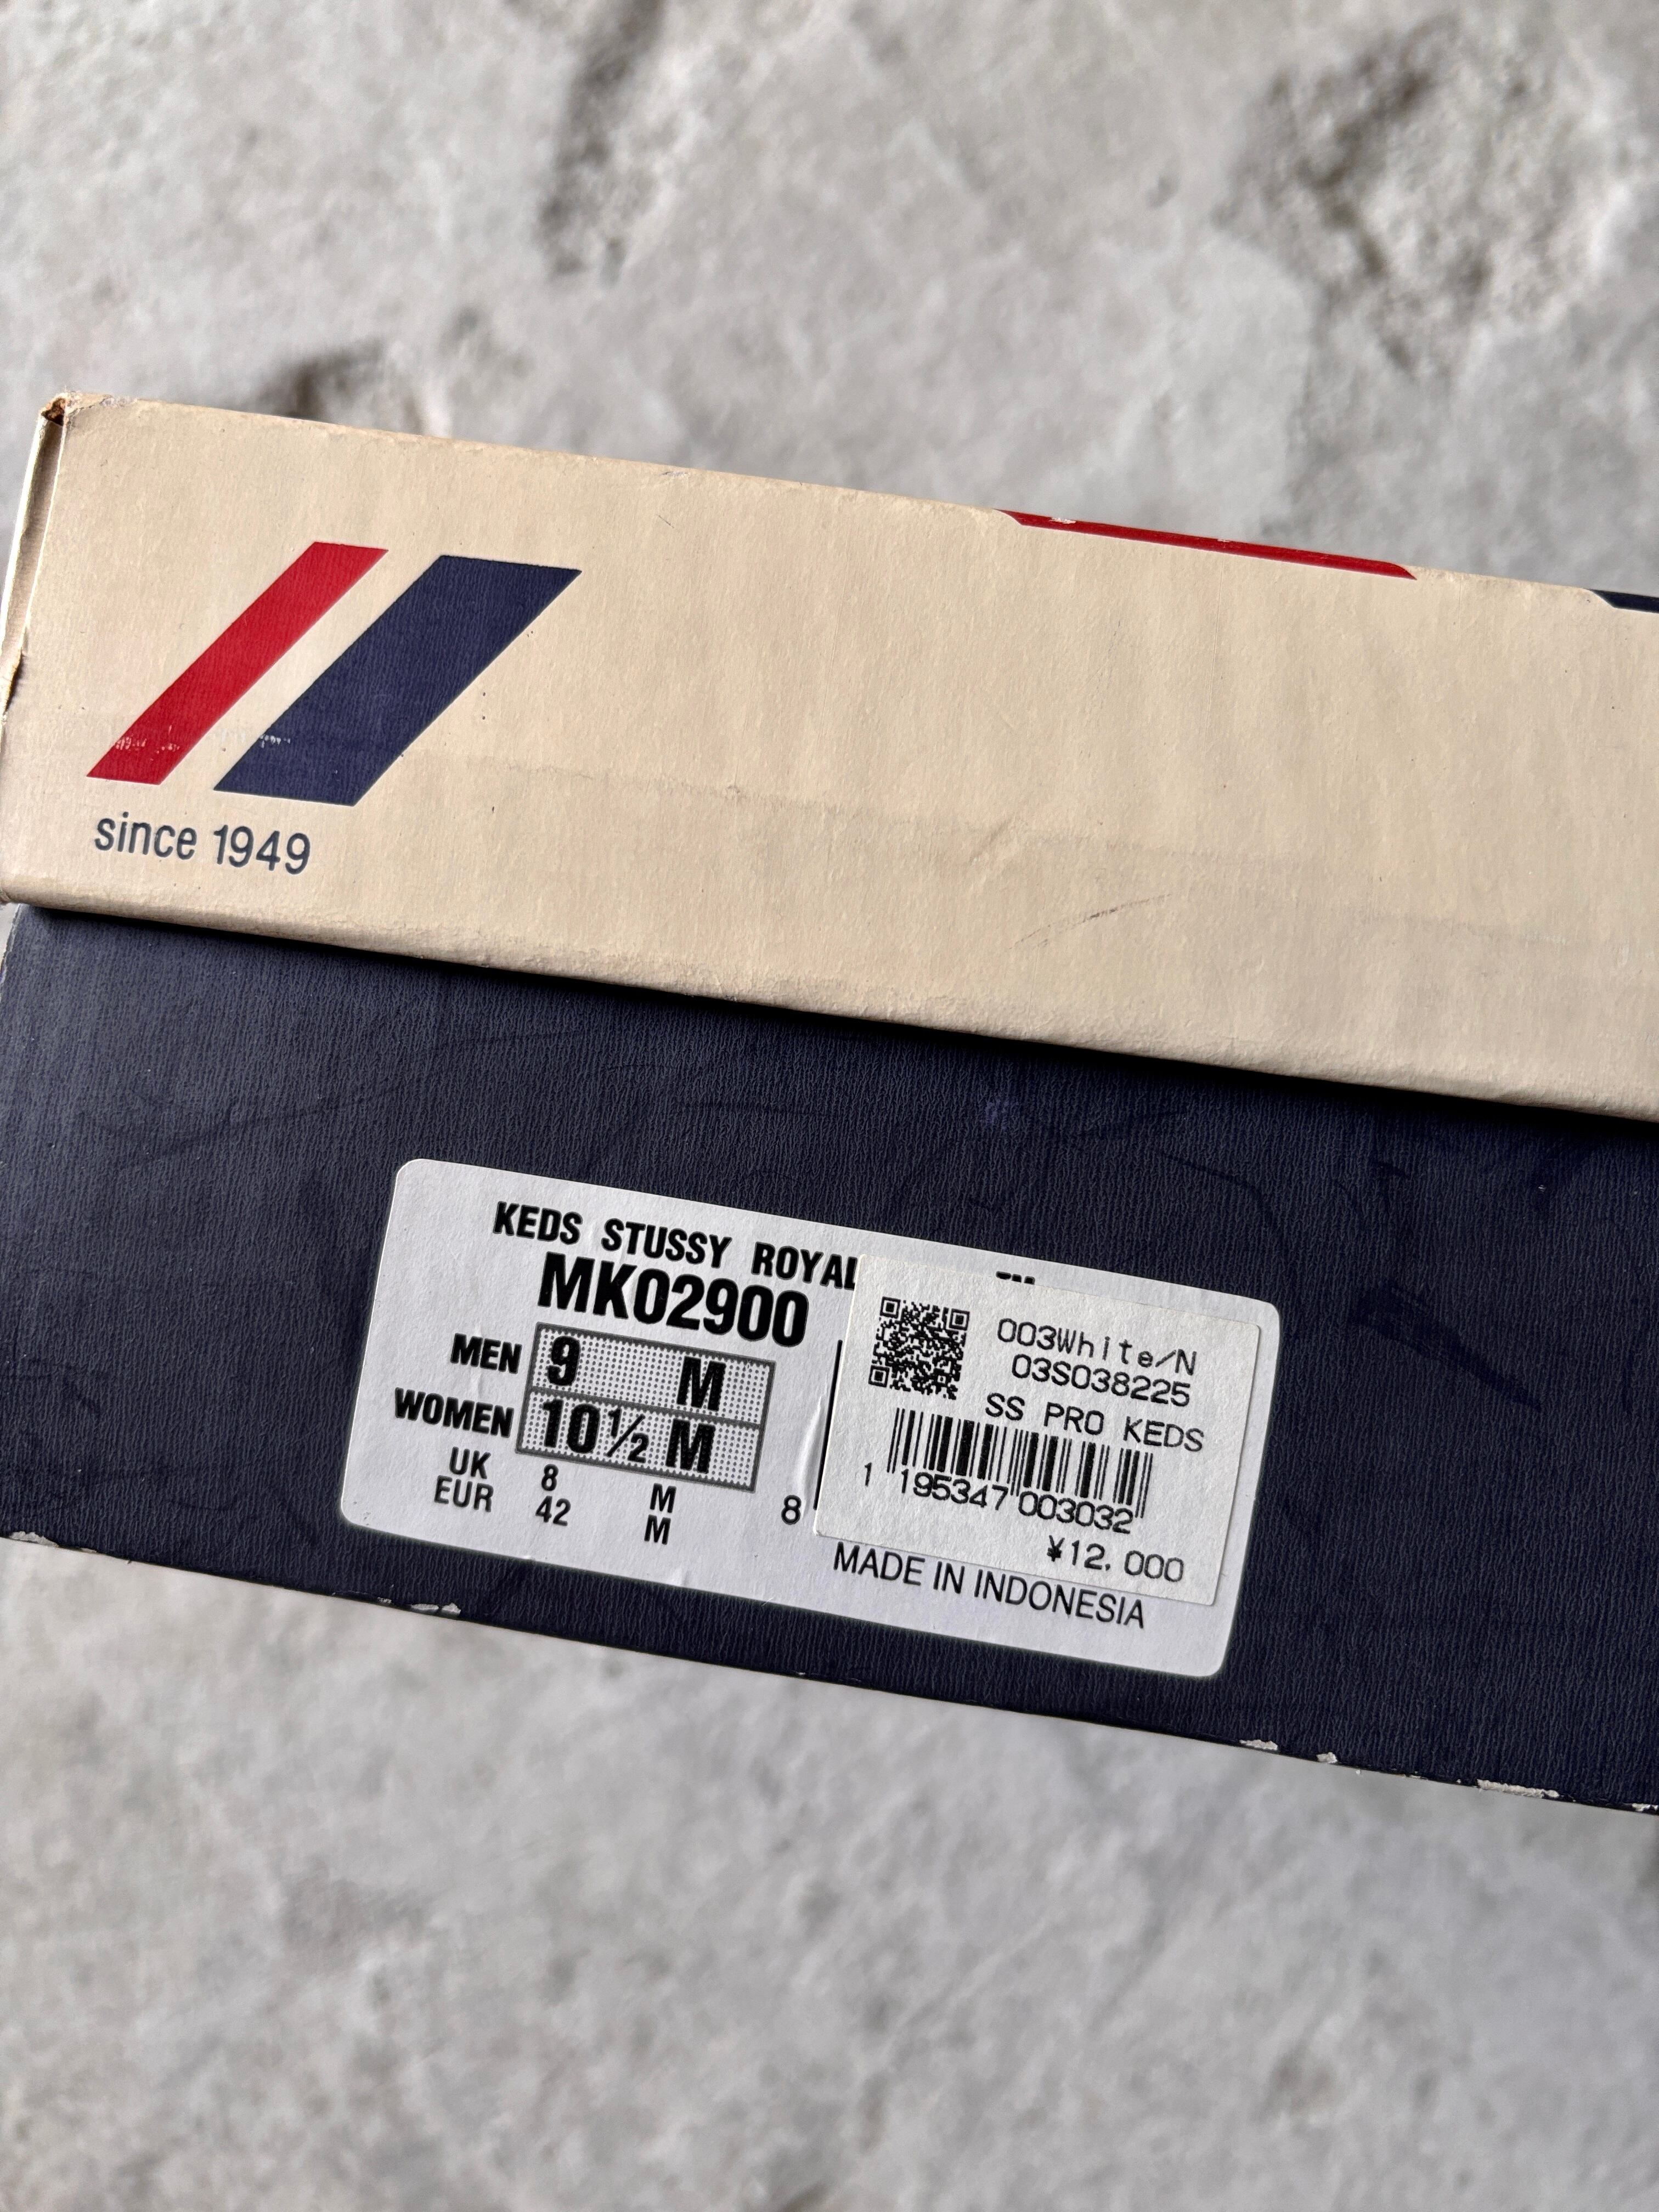 since 1949
KEDS STUSSY ROYAL
MK02900
MEN 9 M
WOMEN 10½ M
UK 8 M
EUR 42 M
8
003White/N
03S038225
SS PRO KEDS
1 195347 003032
¥12,000
MADE IN INDONESIA